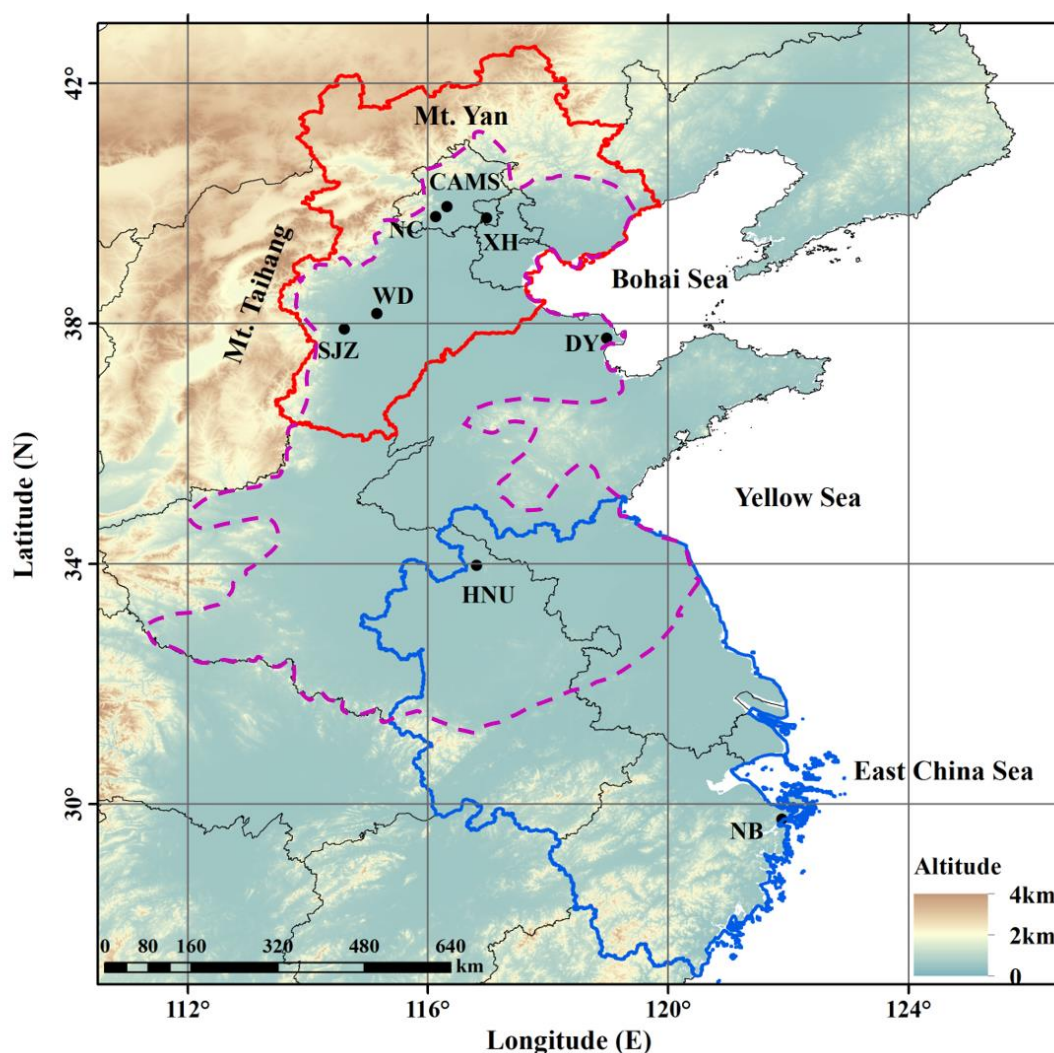 42°
38°
34°
30°
Latitude (N)
Mt. Yan
CAMS
NC
XH
Mt. Taihang
WD
SJZ
Bohai Sea
DY
Yellow Sea
HNU
East China Sea
NB
Altitude
4km
2km
0
0 80 160 320 480 640
km
112° 116° 120° 124°
Longitude (E)